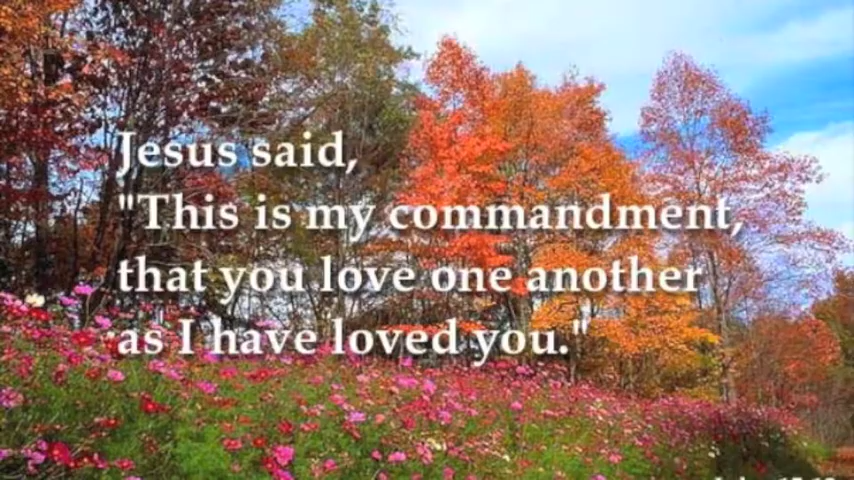 Jesus said,
"This is my commandment,
that you love one another
as I have loved you."